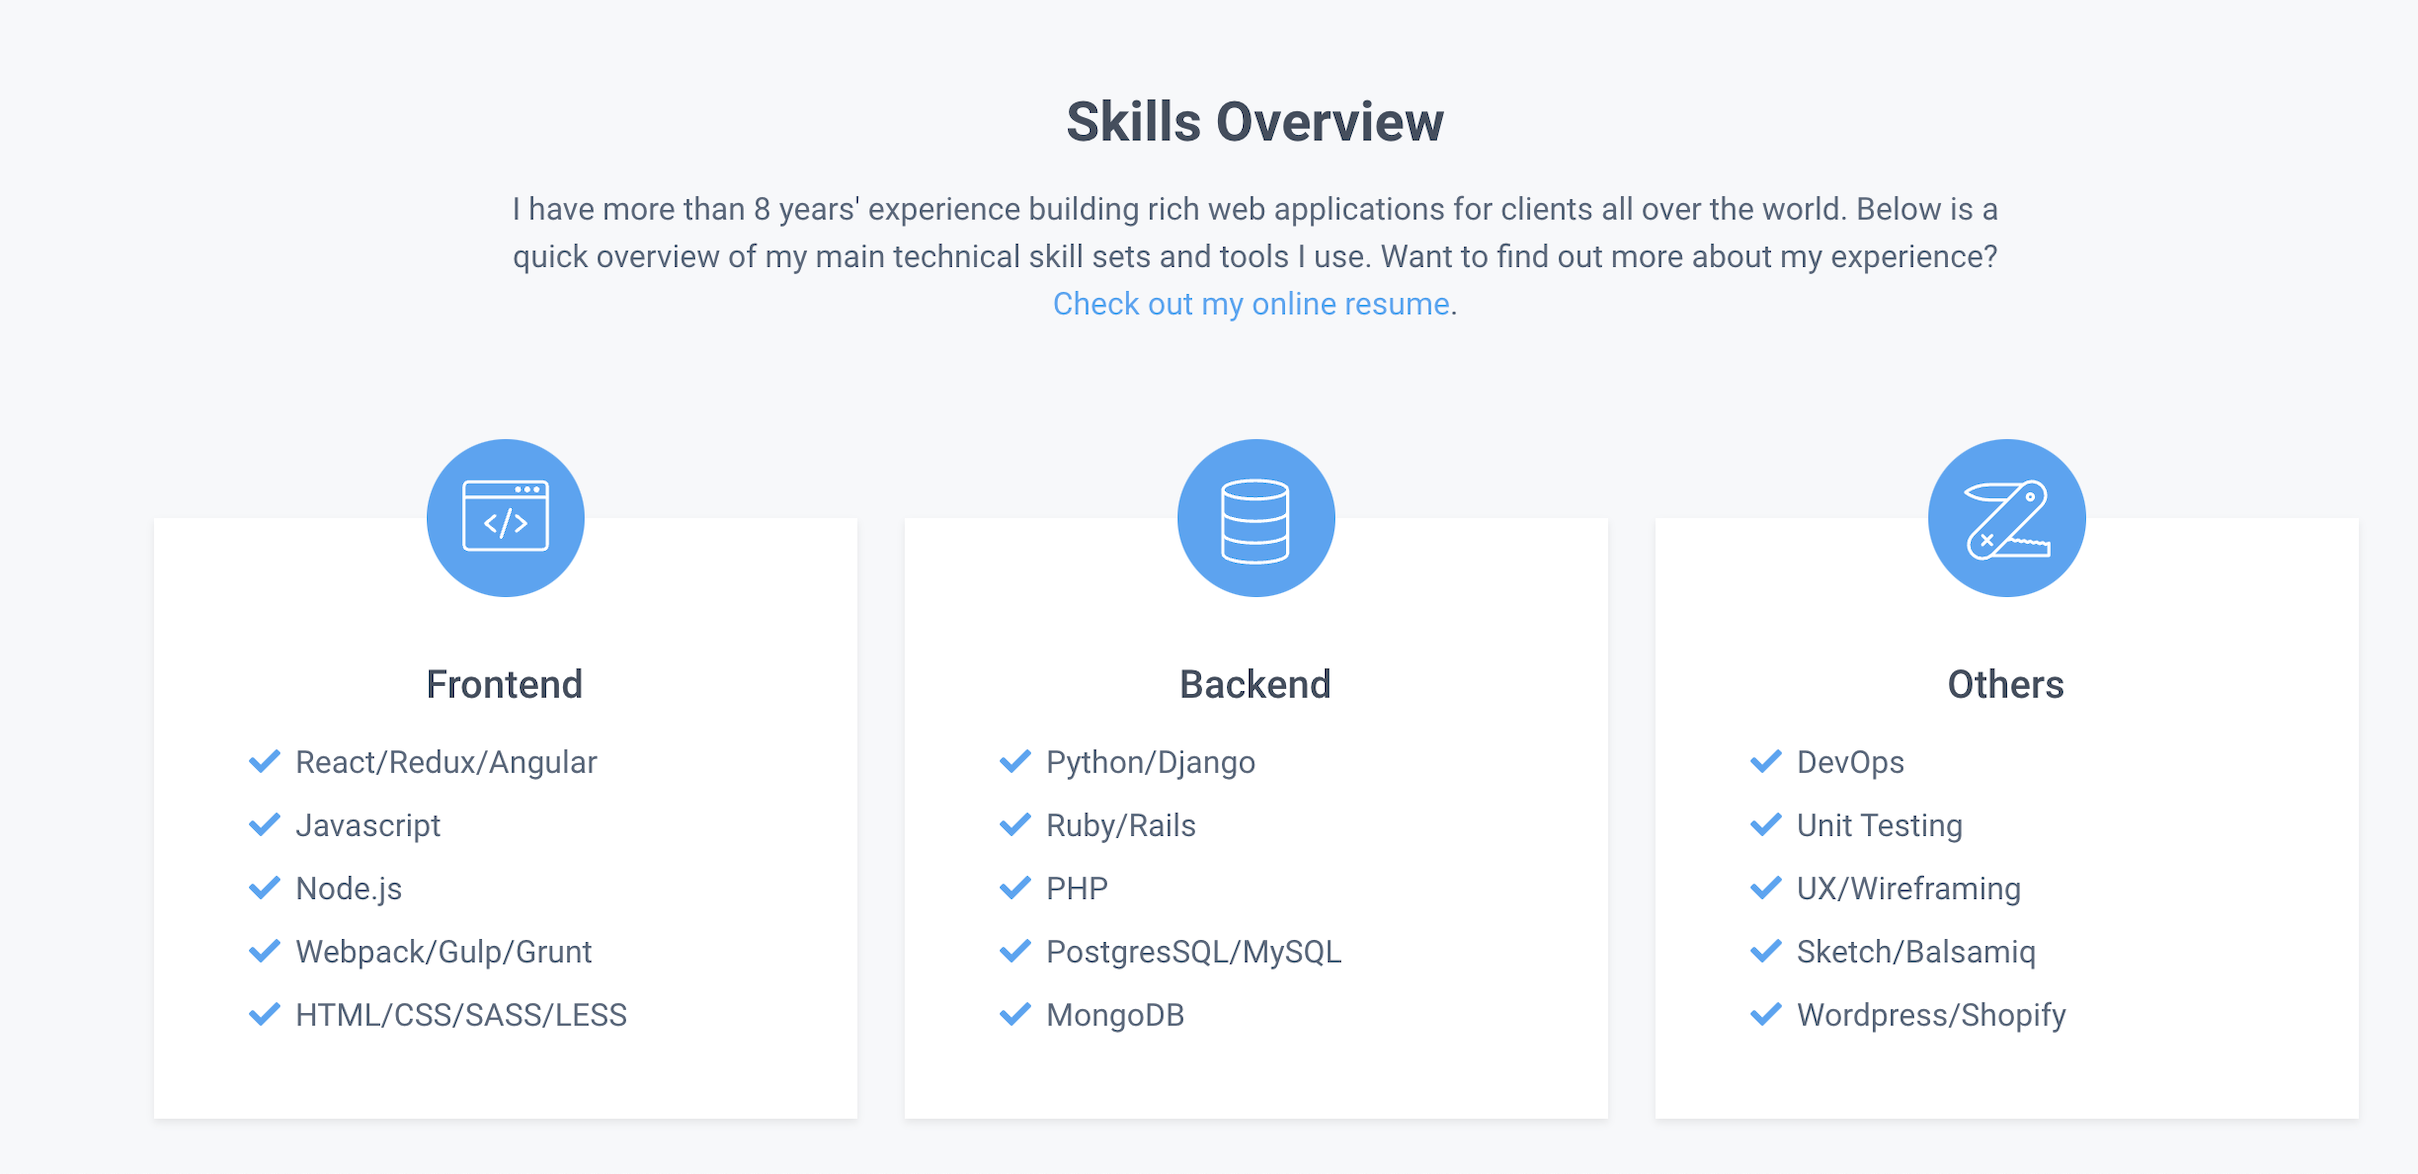 Skills Overview
I have more than 8 years' experience building rich web applications for clients all over the world. Below is a
quick overview of my main technical skill sets and tools I use. Want to find out more about my experience?
Check out my online resume.
</>
Frontend
React/Redux/Angular
Javascript
Node.js
Webpack/Gulp/Grunt
HTML/CSS/SASS/LESS
Backend
Python/Django
Ruby/Rails
PHP
PostgresSQL/MySQL
MongoDB
Others
DevOps
Unit Testing
UX/Wireframing
Sketch/Balsamiq
Wordpress/Shopify